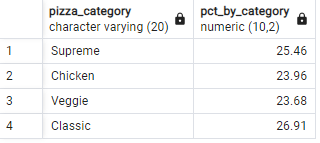 pizza_category pct_by_category
character varying (20) numeric (10,2)
1 Supreme 25.46
2 Chicken 23.96
3 Veggie 23.68
4 Classic 26.91